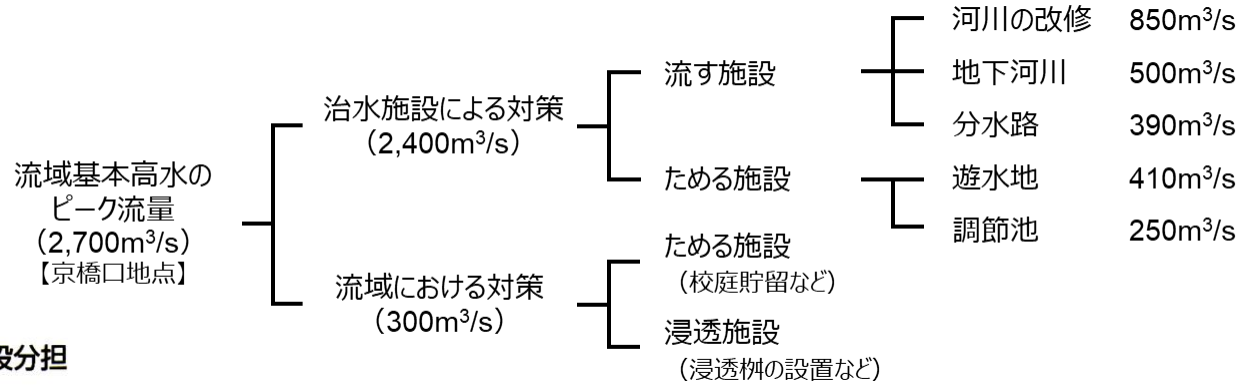 流域基本高水の
ピーク流量
（2,700m³/s）
【京橋口地点】
治水施設による対策
（2,400m³/s）
流域における対策
（300m³/s）
流す施設
ためる施設
ためる施設
（校庭貯留など）
浸透施設
（浸透桝の設置など）
河川の改修 850m³/s
地下河川 500m³/s
分水路 390m³/s
遊水地 410m³/s
調節池 250m³/s
設分担